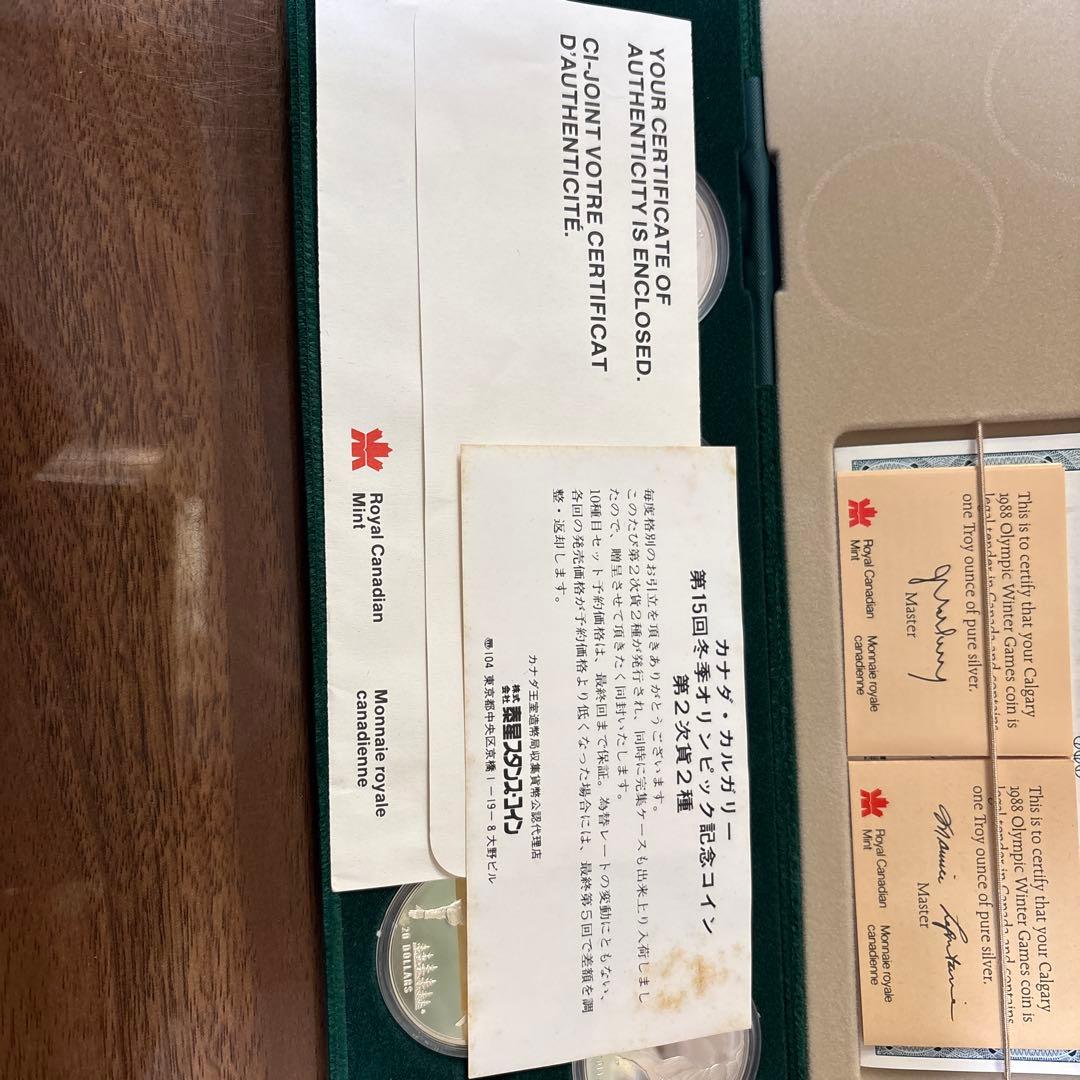 YOUR CERTIFICATE OF
AUTHENTICITY IS ENCLOSED.
CI-JOINT VOTRE CERTIFICAT
D'AUTHENTICITÉ.
Royal Canadian
Mint
Monnaie royale
canadienne
カナダ・カルガリー
第15回冬季オリンピック記念コイン
第2次貨2種
毎度格別のお引立を頂きありがとうございます。
このたび第2次貨2種が発行され、同時に完集ケースも出来上り入荷しまし
たので、贈呈させて頂きたく同封いたします。
10種目セット予約価格は、最終回まで保証。為替レートの変動にともない、
各回の発売価格が予約価格より低くなった場合には、最終第5回で差額を調
整・返却します。
カナダ王室造幣局収集貨幣公認代理店
株式会社 泰星スタンプ・コイン
〒104 東京都中央区京橋1-19-8 大野ビル
20 DOLLARS
This is to certify that your Calgary
1988 Olympic Winter Games coin is
legal tender in Canada and contains
one Troy ounce of pure silver.
Master
Royal Canadian
Mint
Monnaie royale
canadienne
This is to certify that your Calgary
1988 Olympic Winter Games coin is
legal tender in Canada and contains
one Troy ounce of pure silver.
Master
Royal Canadian
Mint
Monnaie royale
canadienne